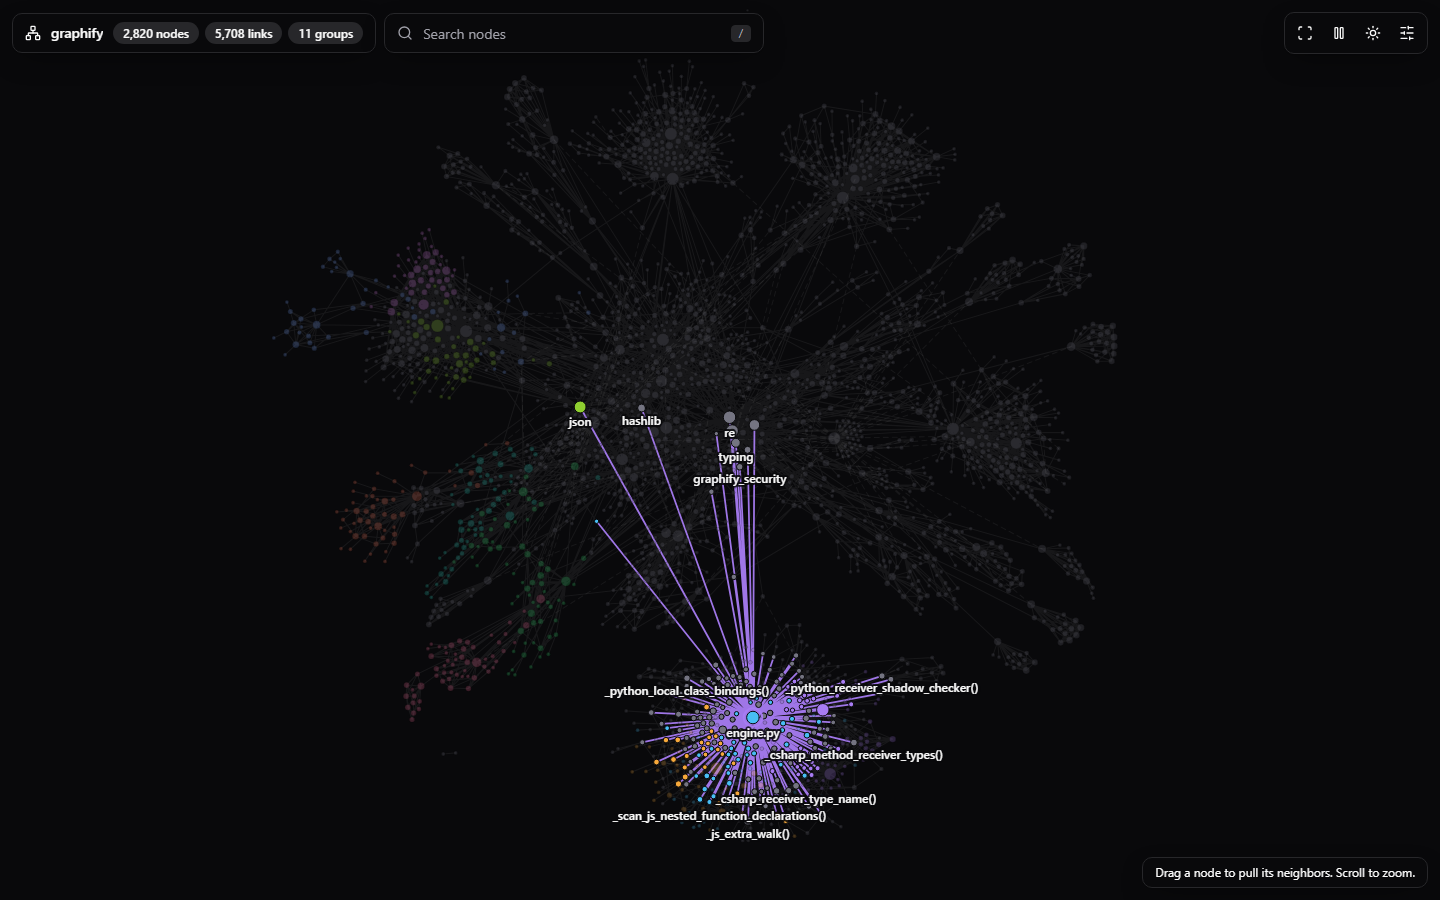 graphify
2,820 nodes
5,708 links
11 groups
Search nodes
/
json
hashlib
re
typing
graphify_security
_python_local_class_bindings()
_python_receiver_shadow_checker()
engine.py
_csharp_method_receiver_types()
_csharp_receiver_type_name()
_scan_js_nested_function_declarations()
_js_extra_walk()
Drag a node to pull its neighbors. Scroll to zoom.